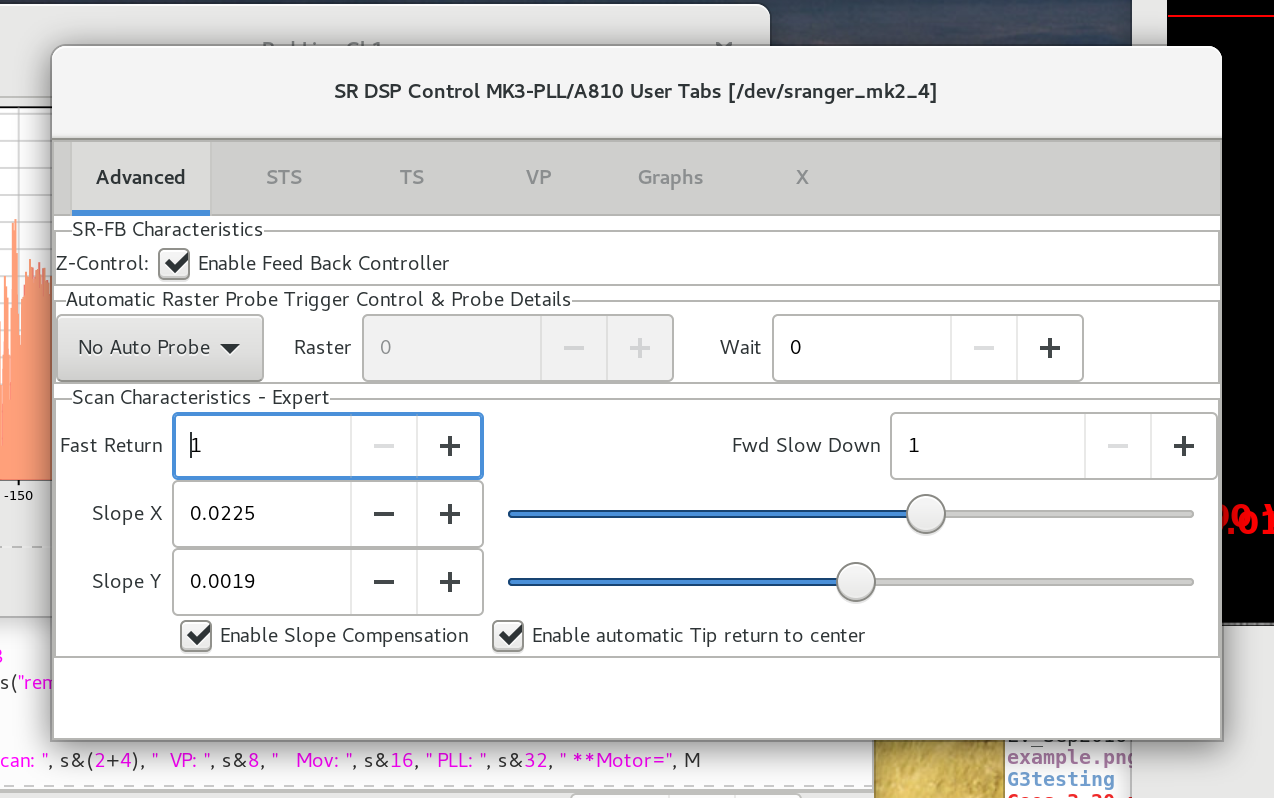 SR DSP Control MK3-PLL/A810 User Tabs [/dev/sranger_mk2_4]
Advanced STS TS VP Graphs X
SR-FB Characteristics
Z-Control: Enable Feed Back Controller
Automatic Raster Probe Trigger Control & Probe Details
No Auto Probe Raster 0 Wait 0
Scan Characteristics - Expert
Fast Return 1 Fwd Slow Down 1
-150
Slope X 0.0225
Slope Y 0.0019
Enable Slope Compensation Enable automatic Tip return to center
s("rem
can: ", s&(2+4), " VP: ", s&8, " Mov: ", s&16, " PLL: ", s&32, " **Motor=", M
example.png
G3testing